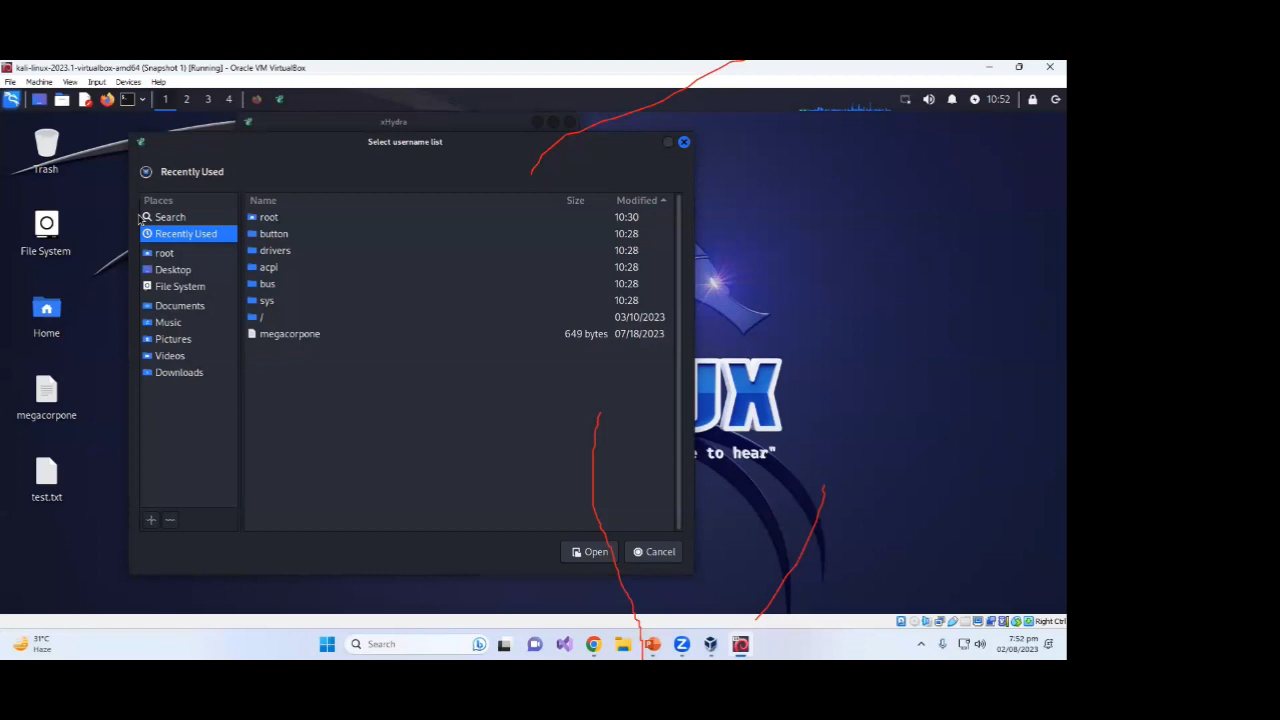 kali-linux-2023.1-virtualbox-amd64 (Snapshot 1) [Running] - Oracle VM VirtualBox
File Machine View Input Devices Help
1 2 3 4 10:52
xHydra
Select username list
Trash
Recently Used
Places Name Size Modified
Search root 10:30
Recently Used button 10:28
root drivers 10:28
Desktop acpi 10:28
File System bus 10:28
File System sys 10:28
Documents / 03/10/2023
Music megacorpone 649 bytes 07/18/2023
Home
Pictures
Videos
Downloads
megacorpone
UX
e to hear"
test.txt
Open Cancel
Right Ctrl
31°C
Haze
Search
7:52 pm
02/08/2023